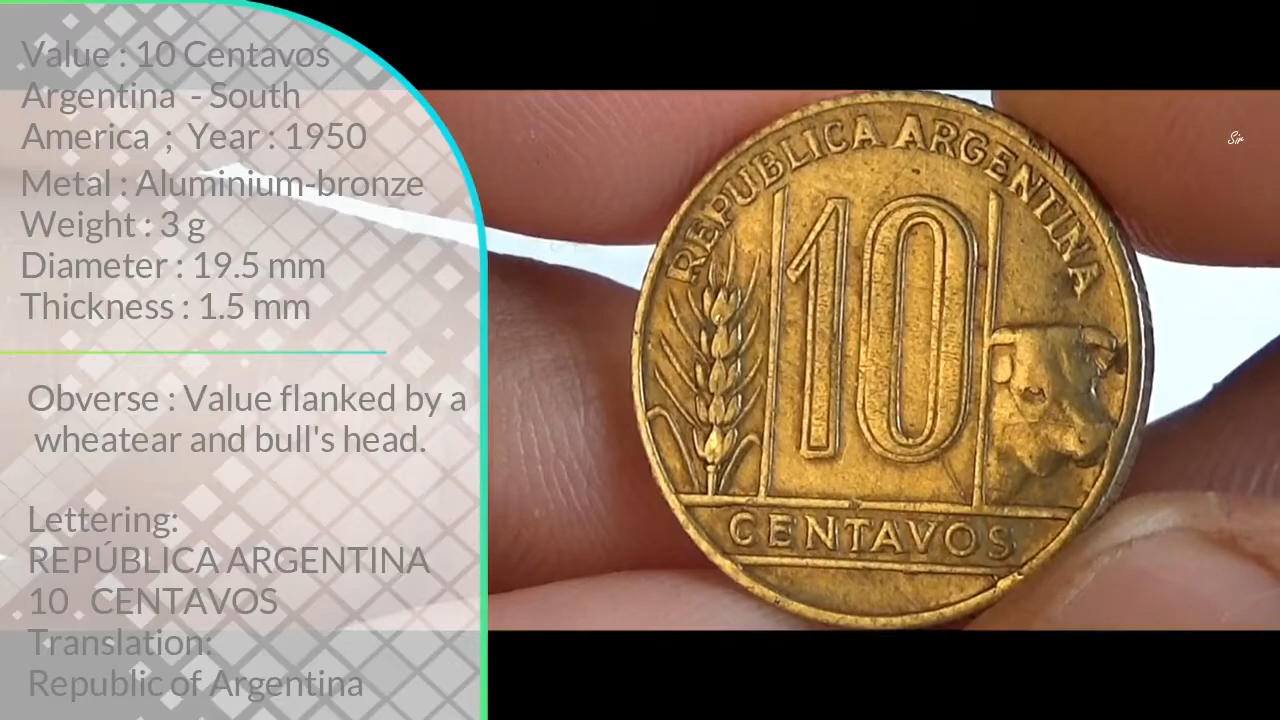 Value : 10 Centavos
Argentina - South
America ; Year : 1950
Metal : Aluminium-bronze
Weight : 3 g
Diameter : 19.5 mm
Thickness : 1.5 mm
Obverse : Value flanked by a
wheatear and bull's head.
Lettering:
REPÚBLICA ARGENTINA
10 CENTAVOS
Translation:
Republic of Argentina
REPUBLICA ARGENTINA
10
CENTAVOS
Sir